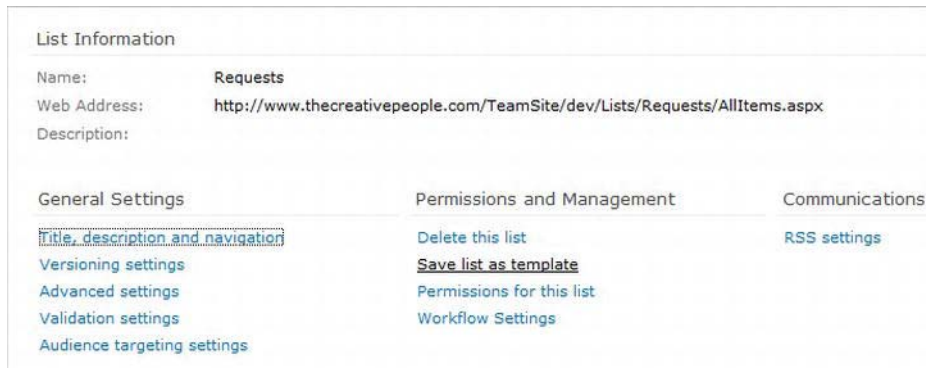 List Information
Name: Requests
Web Address: http://www.thecreativepeople.com/TeamSite/dev/Lists/Requests/AllItems.aspx
Description:
General Settings
Title, description and navigation
Versioning settings
Advanced settings
Validation settings
Audience targeting settings
Permissions and Management
Delete this list
Save list as template
Permissions for this list
Workflow Settings
Communications
RSS settings